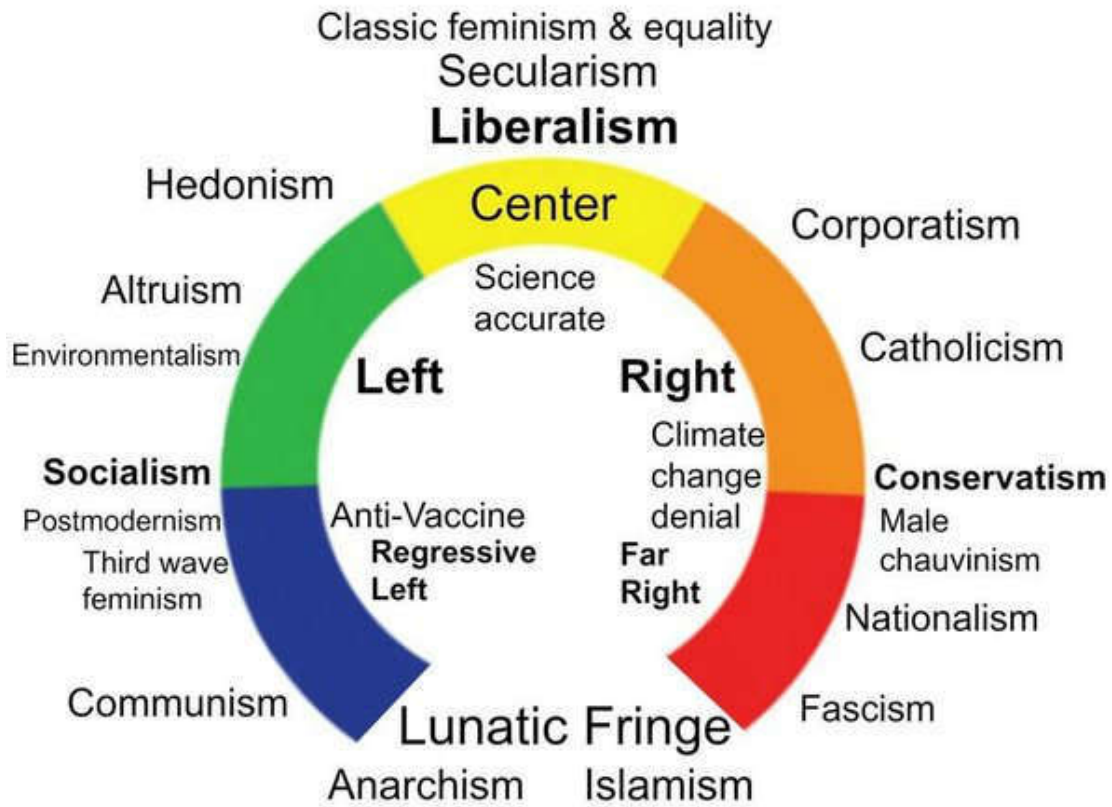 Classic feminism & equality
Secularism
Liberalism
Center
Hedonism
Corporatism
Science
accurate
Altruism
Environmentalism
Catholicism
Left
Right
Climate
change
denial
Socialism
Conservatism
Postmodernism
Third wave
feminism
Anti-Vaccine
Regressive
Left
Far
Right
Male
chauvinism
Nationalism
Communism
Fascism
Lunatic Fringe
Anarchism
Islamism